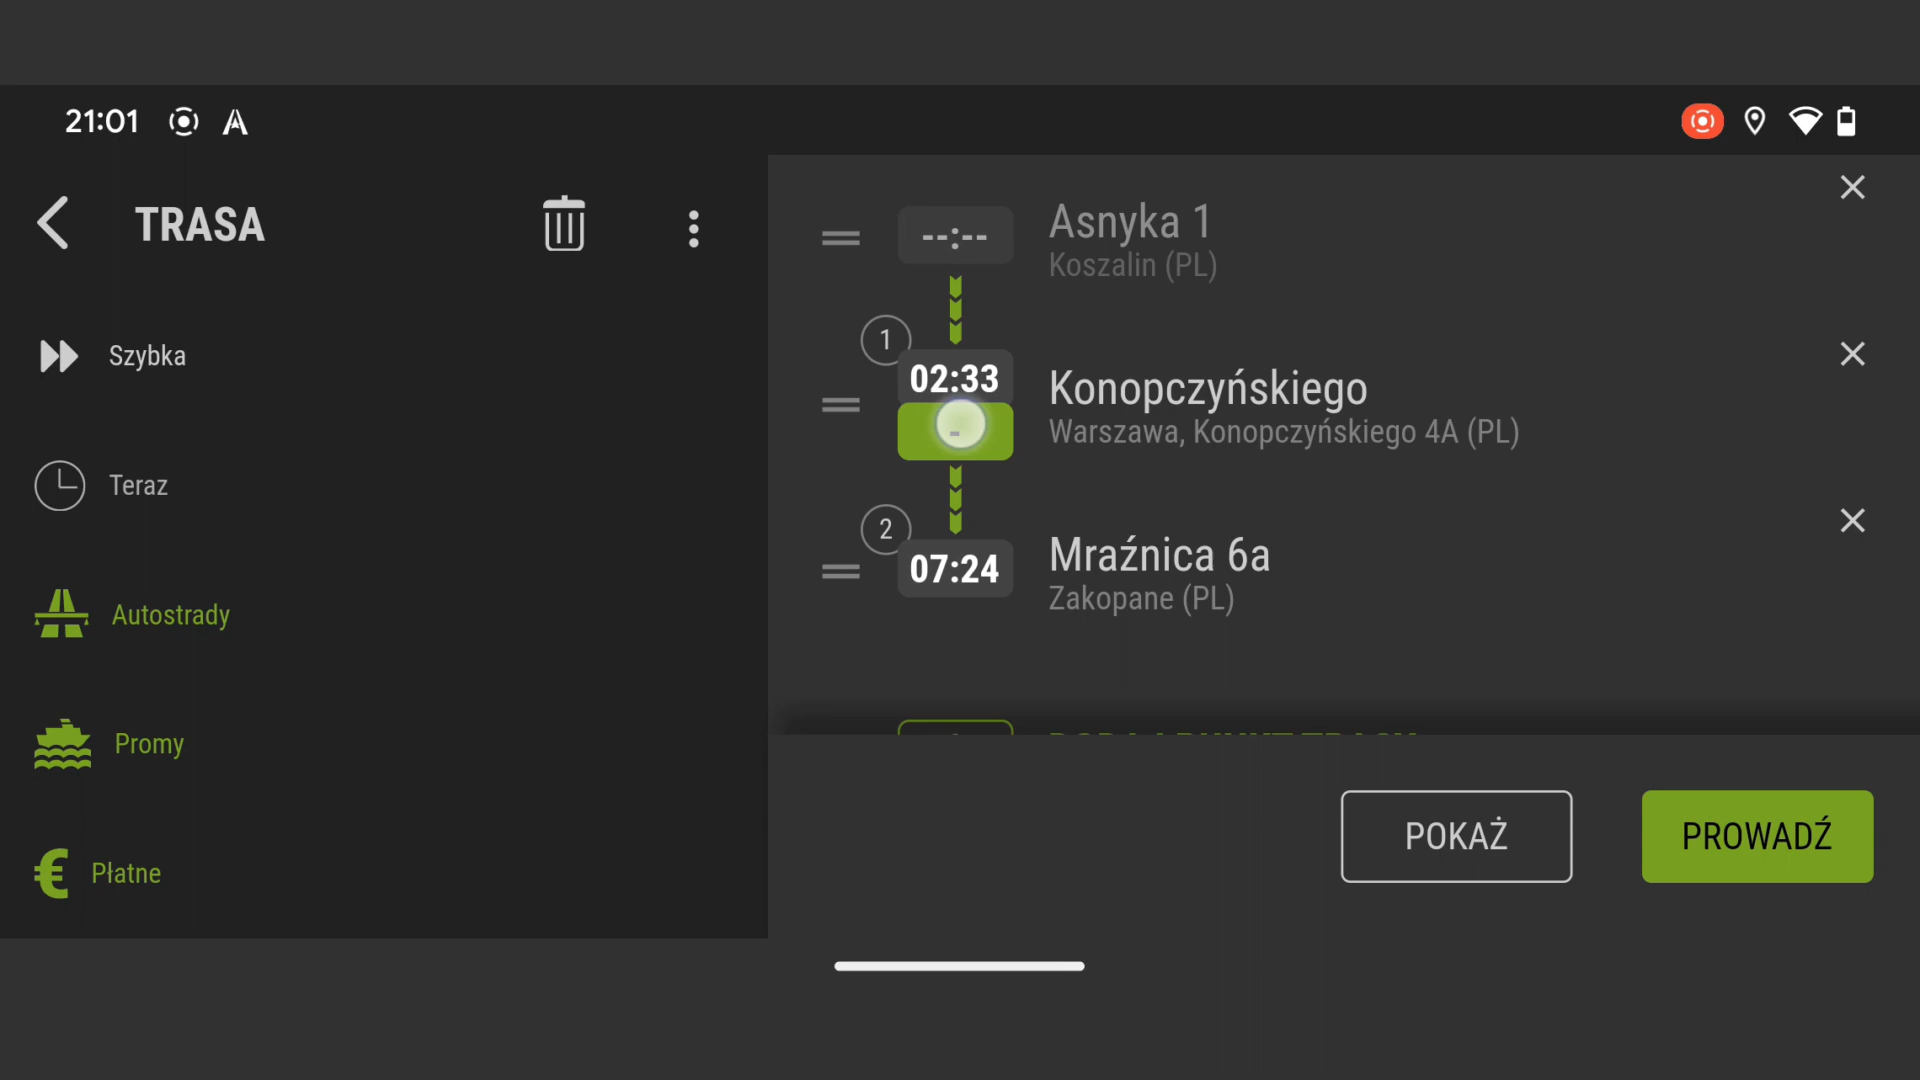 21:01
TRASA
Szybka
Teraz
Autostrady
Promy
€ Płatne
--:--
Asnyka 1
Koszalin (PL)
1
02:33
-
Konopczyńskiego
Warszawa, Konopczyńskiego 4A (PL)
2
07:24
Mraźnica 6a
Zakopane (PL)
POKAŻ
PROWADŹ